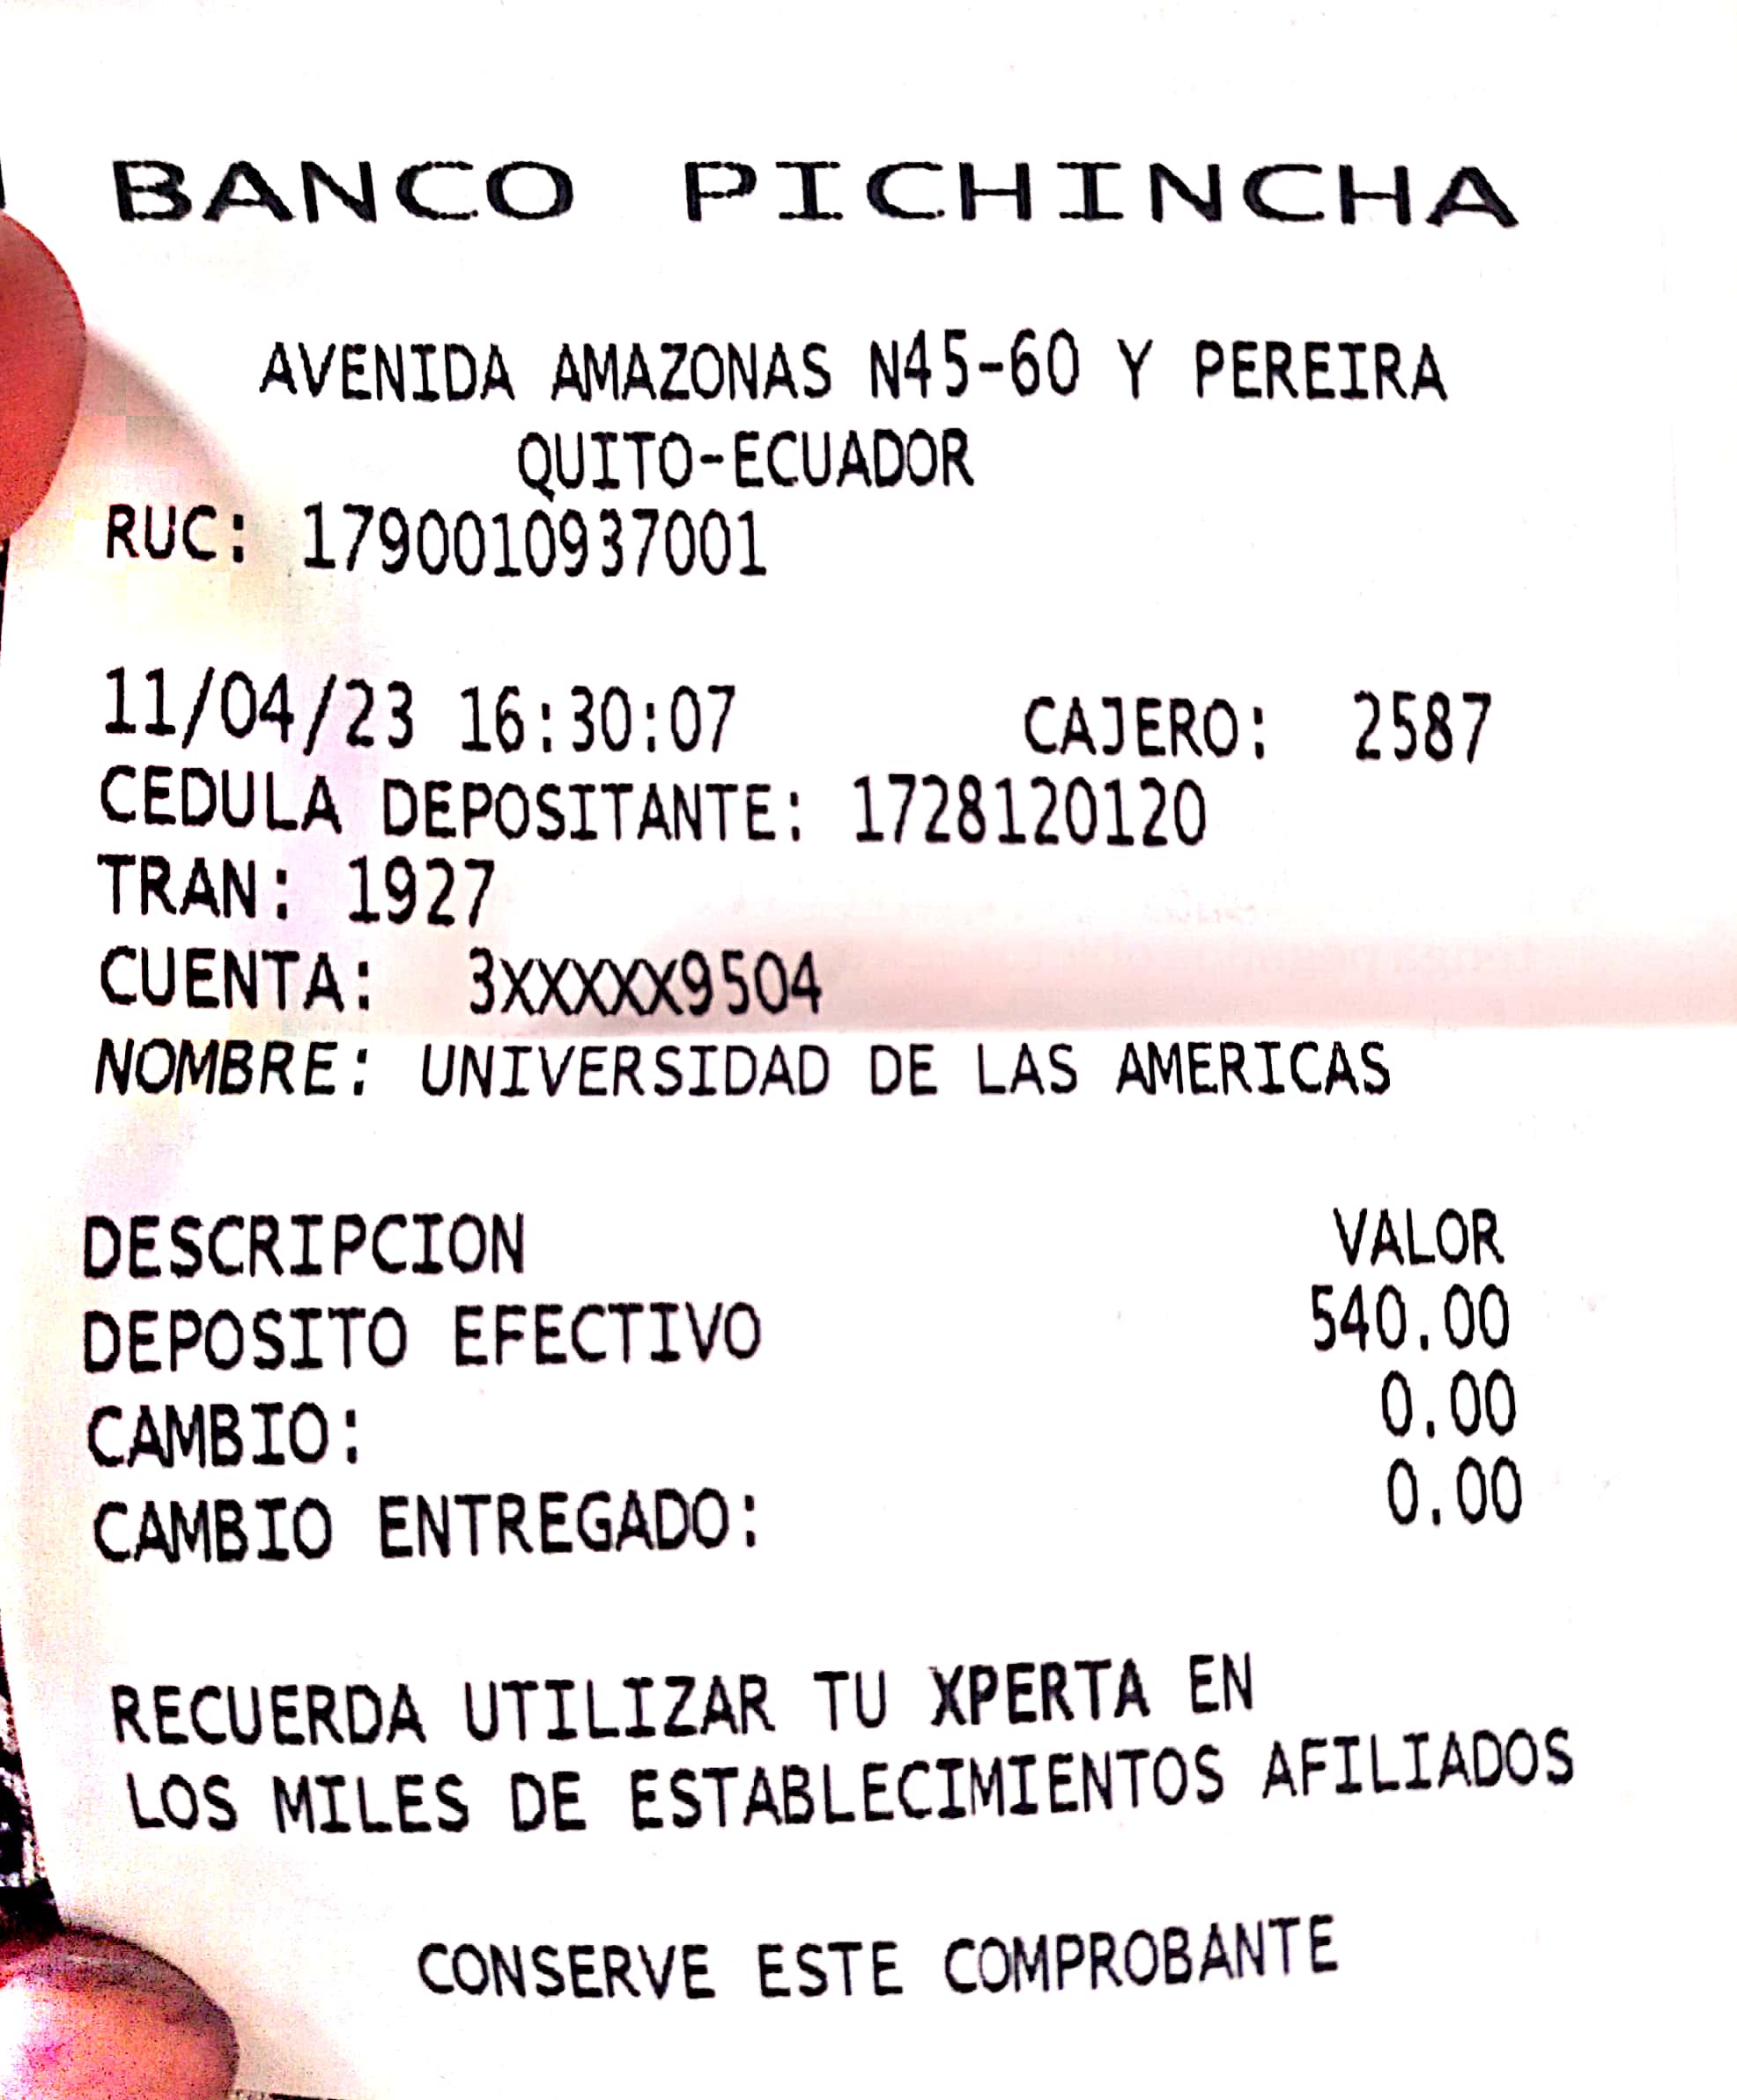 BANCO PICHINCHA
AVENIDA AMAZONAS N45-60 Y PEREIRA
QUITO-ECUADOR
RUC: 1790010937001
11/04/23 16:30:07 CAJERO: 2587
CEDULA DEPOSITANTE: 1728120120
TRAN: 1927
CUENTA: 3XXXXX9504
NOMBRE: UNIVERSIDAD DE LAS AMERICAS
DESCRIPCION VALOR
DEPOSITO EFECTIVO 540.00
CAMBIO: 0.00
CAMBIO ENTREGADO: 0.00
RECUERDA UTILIZAR TU XPERTA EN
LOS MILES DE ESTABLECIMIENTOS AFILIADOS
CONSERVE ESTE COMPROBANTE